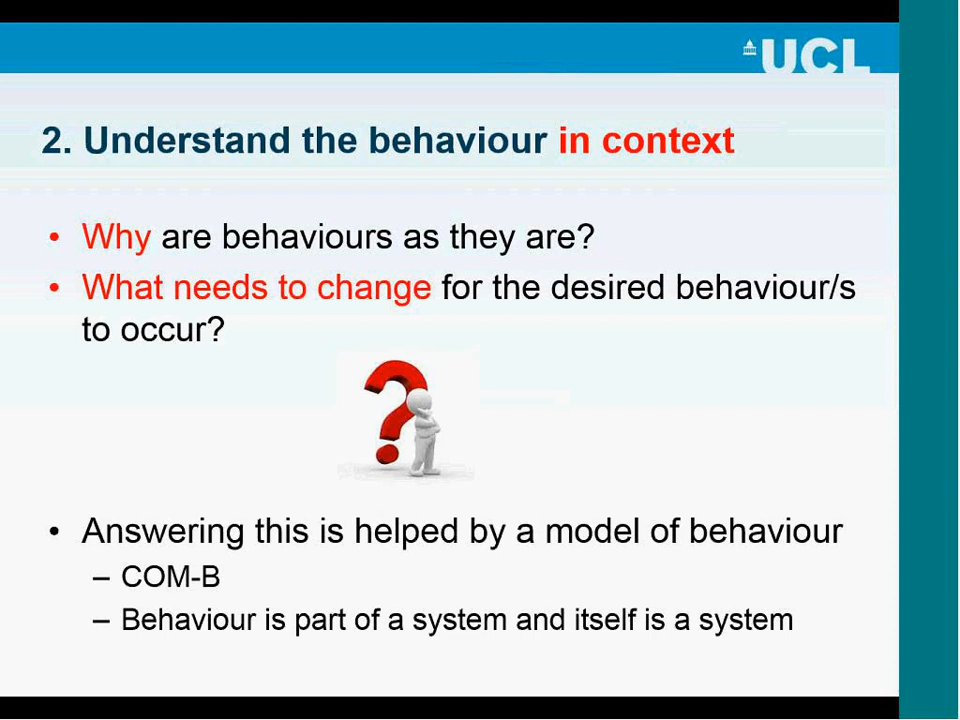 UCL
2. Understand the behaviour in context
• Why are behaviours as they are?
• What needs to change for the desired behaviour/s
to occur?
• Answering this is helped by a model of behaviour
– COM-B
– Behaviour is part of a system and itself is a system